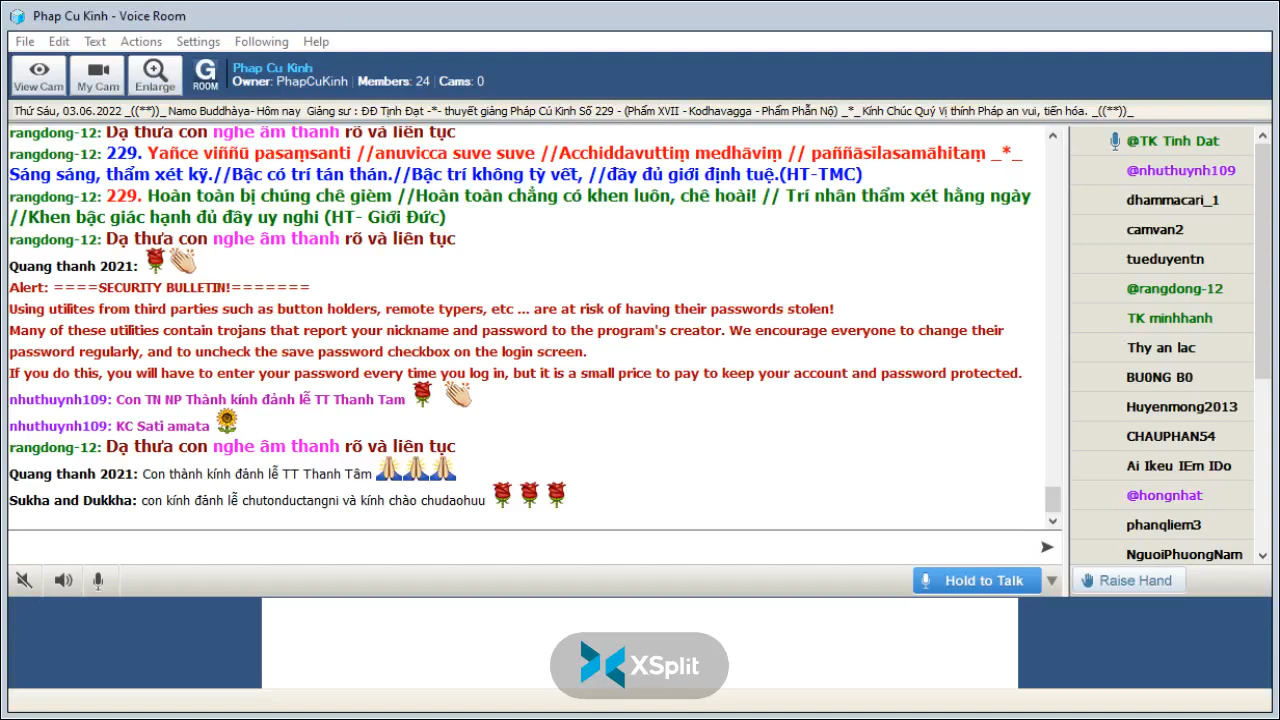 Phap Cu Kinh - Voice Room
File Edit Text Actions Settings Following Help
View Cam My Cam Enlarge G ROOM
Phap Cu Kinh
Owner: PhapCuKinh | Members: 24 | Cams: 0
Thứ Sáu, 03.06.2022 _((**))_ Namo Buddhàya- Hôm nay Giảng sư : ĐĐ Tịnh Đạt -*- thuyết giảng Pháp Cú Kinh Số 229 - (Phẩm XVII - Kodhavagga - Phẩm Phẫn Nộ) _*_ Kính Chúc Quý Vị thính Pháp an vui, tiến hóa. _((**))_
rangdong-12: Dạ thưa con nghe âm thanh rõ và liên tục
rangdong-12: 229. Yañce viññū pasaṃsanti //anuvicca suve suve //Acchiddavuttiṃ medhāviṃ // paññāsīlasamāhitaṃ _*_
Sáng sáng, thẩm xét kỹ.//Bậc có trí tán thán.//Bậc trí không tỳ vết, //đầy đủ giới định tuệ.(HT-TMC)
rangdong-12: 229. Hoàn toàn bị chúng chê gièm //Hoàn toàn chẳng có khen luôn, chê hoài! // Trí nhân thẩm xét hằng ngày
//Khen bậc giác hạnh đủ đầy uy nghi (HT- Giới Đức)
rangdong-12: Dạ thưa con nghe âm thanh rõ và liên tục
Quang thanh 2021:
Alert: ====SECURITY BULLETIN!=======
Using utilites from third parties such as button holders, remote typers, etc ... are at risk of having their passwords stolen!
Many of these utilities contain trojans that report your nickname and password to the program's creator. We encourage everyone to change their
password regularly, and to uncheck the save password checkbox on the login screen.
If you do this, you will have to enter your password every time you log in, but it is a small price to pay to keep your account and password protected.
nhuthuynh109: Con TN NP Thành kính đảnh lễ TT Thanh Tam
nhuthuynh109: KC Sati amata
rangdong-12: Dạ thưa con nghe âm thanh rõ và liên tục
Quang thanh 2021: Con thành kính đảnh lễ TT Thanh Tâm
Sukha and Dukkha: con kính đảnh lễ chutonductangni và kính chào chudaohuu
@TK Tinh Dat
@nhuthuynh109
dhammacari_1
camvan2
tueduyentn
@rangdong-12
TK minhhanh
Thy an lac
BU0NG B0
Huyenmong2013
CHAUPHAN54
Ai Ikeu IEm IDo
@hongnhat
phanqliem3
NguoiPhuongNam
Hold to Talk
Raise Hand
XSplit